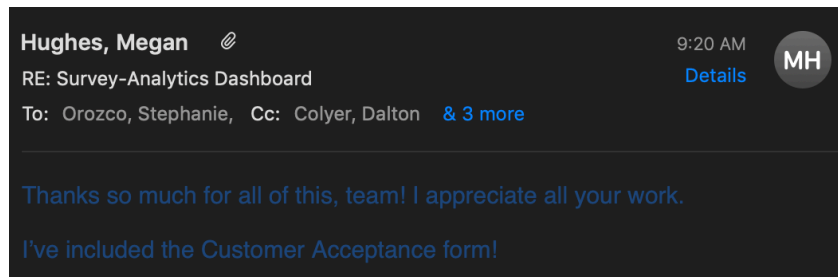 Hughes, Megan
9:20 AM
MH
RE: Survey-Analytics Dashboard
Details
To: Orozco, Stephanie, Cc: Colyer, Dalton & 3 more
Thanks so much for all of this, team! I appreciate all your work.
I've included the Customer Acceptance form!